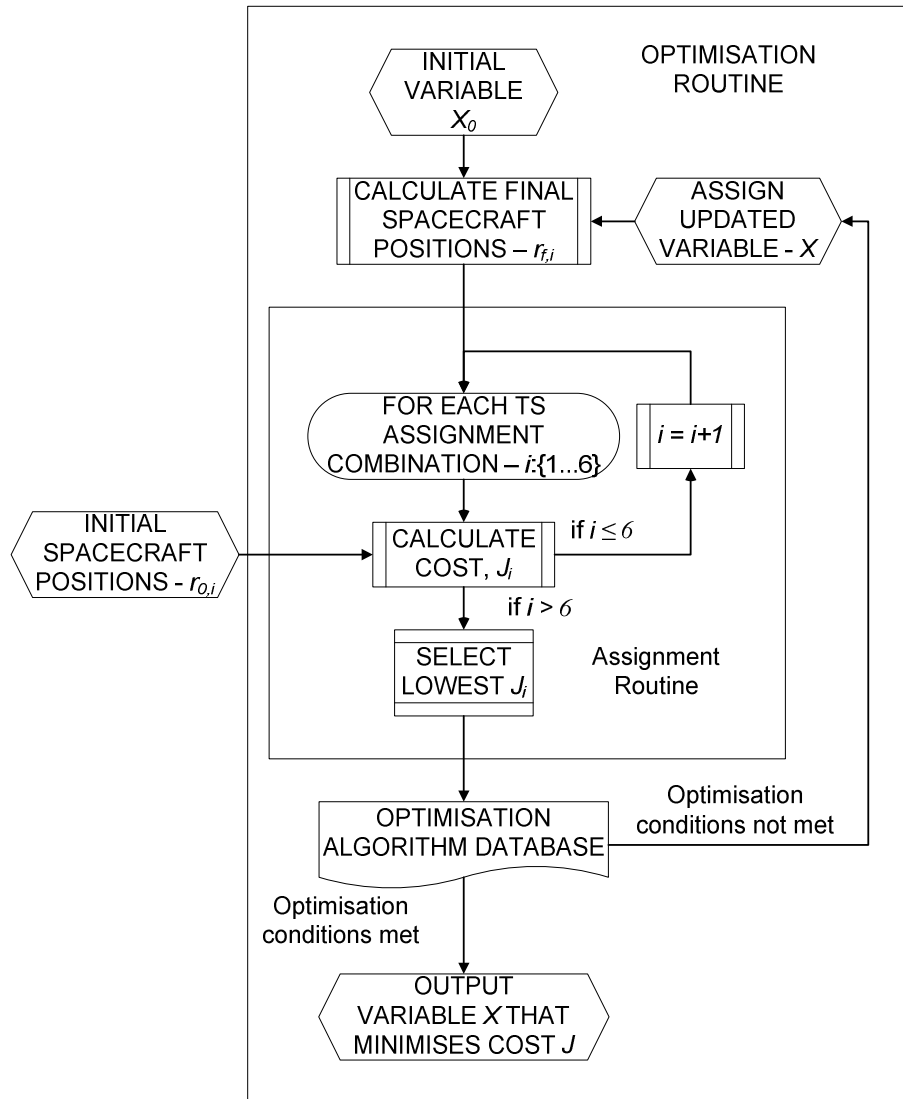 INITIAL
VARIABLE
X0
OPTIMISATION
ROUTINE
CALCULATE FINAL
SPACECRAFT
POSITIONS – rf,i
ASSIGN
UPDATED
VARIABLE - X
FOR EACH TS
ASSIGNMENT
COMBINATION – i:{1...6}
i = i+1
INITIAL
SPACECRAFT
POSITIONS - r0,i
CALCULATE
COST, Ji
if i ≤ 6
if i > 6
SELECT
LOWEST Ji
Assignment
Routine
OPTIMISATION
ALGORITHM DATABASE
Optimisation
conditions not met
Optimisation
conditions met
OUTPUT
VARIABLE X THAT
MINIMISES COST J